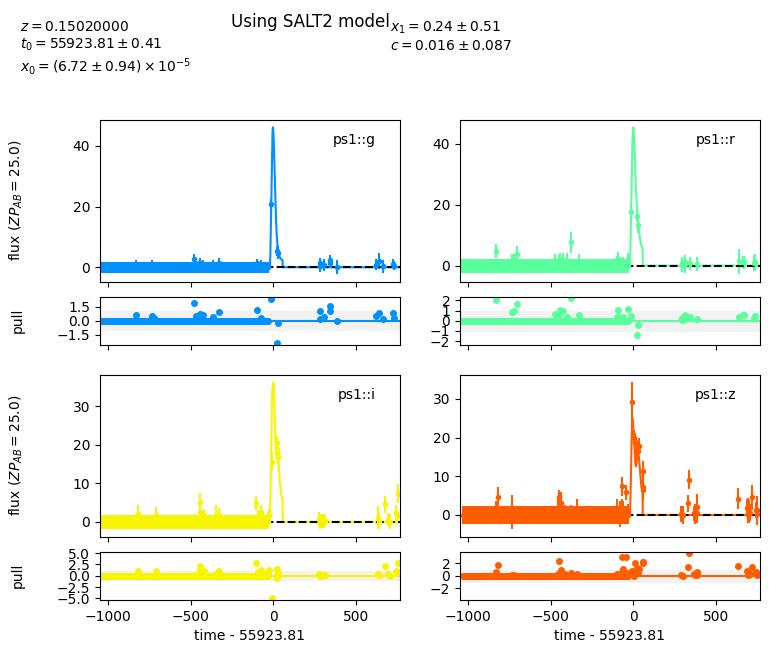 Using SALT2 model
z = 0.15020000
t₀ = 55923.81 ± 0.41
x₀ = (6.72 ± 0.94) × 10⁻⁵
x₁ = 0.24 ± 0.51
c = 0.016 ± 0.087
flux (ZP_AB = 25.0)
40
20
0
ps1::g
40
20
0
ps1::r
pull
1.5
0.0
−1.5
2
1
0
−1
−2
flux (ZP_AB = 25.0)
30
20
10
0
ps1::i
30
20
10
0
ps1::z
pull
5.0
2.5
0.0
−2.5
−5.0
2
0
−2
−1000 −500 0 500
−1000 −500 0 500
time - 55923.81
time - 55923.81